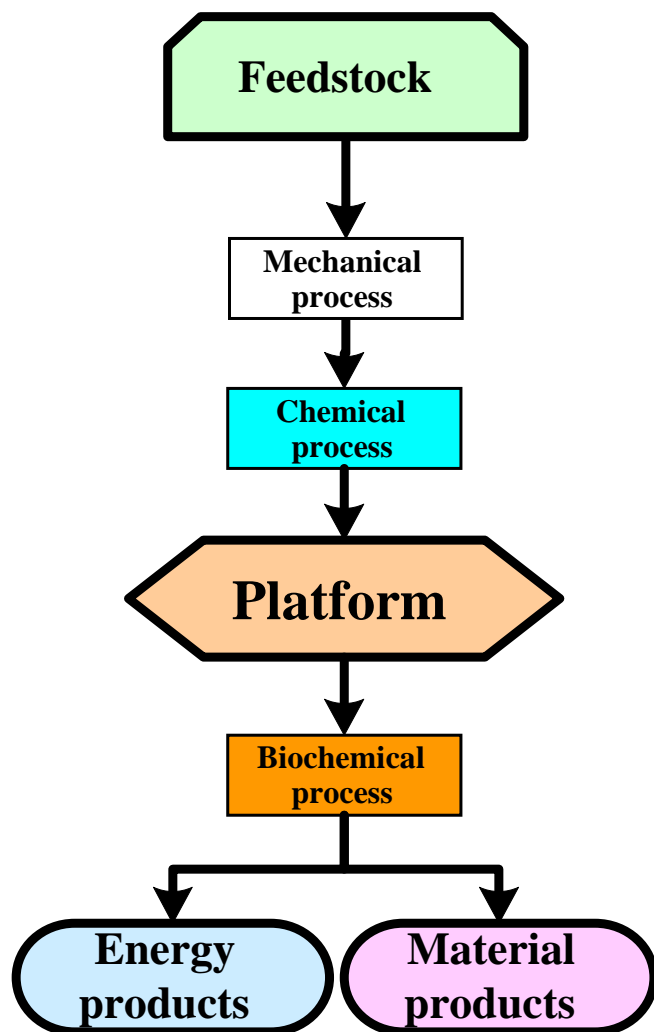 Feedstock
Mechanical
process
Chemical
process
Platform
Biochemical
process
Energy
products
Material
products